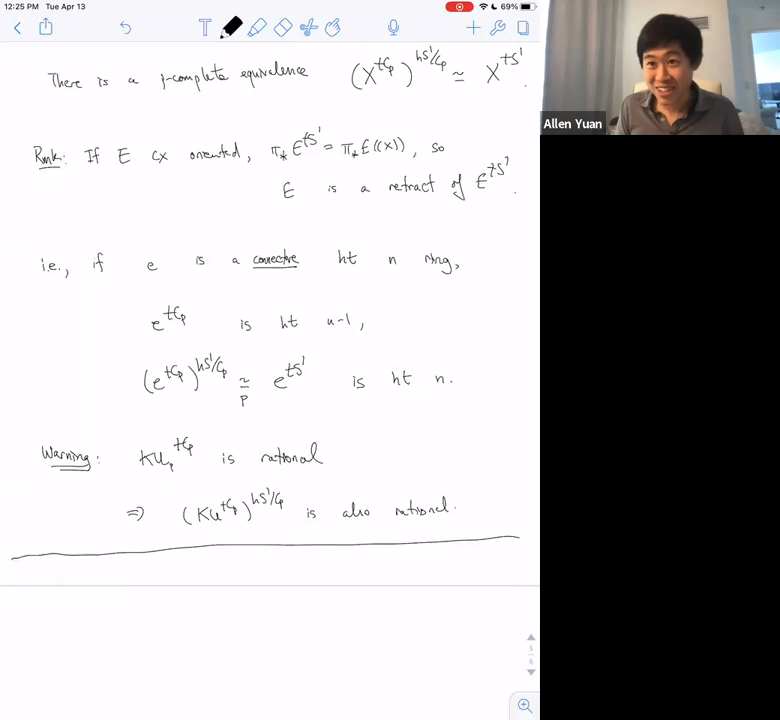 12:25 PM Tue Apr 13
69%
There is a p-complete equivalence (X^{tC_p})^{hS^1/C_p} ≃ X^{tS^1}.
Rmk: If E cx oriented, π_* E^{tS^1} = π_* E((x)), so
E is a retract of E^{tS^1}.
i.e., if e is a connective ht n ring,
e^{tC_p} is ht n-1,
(e^{tC_p})^{hS^1/C_p} ≃_p e^{tS^1} is ht n.
Warning: KU_p^{tC_p} is rational
⇒ (KU^{tC_p})^{hS^1/C_p} is also rational.
Allen Yuan